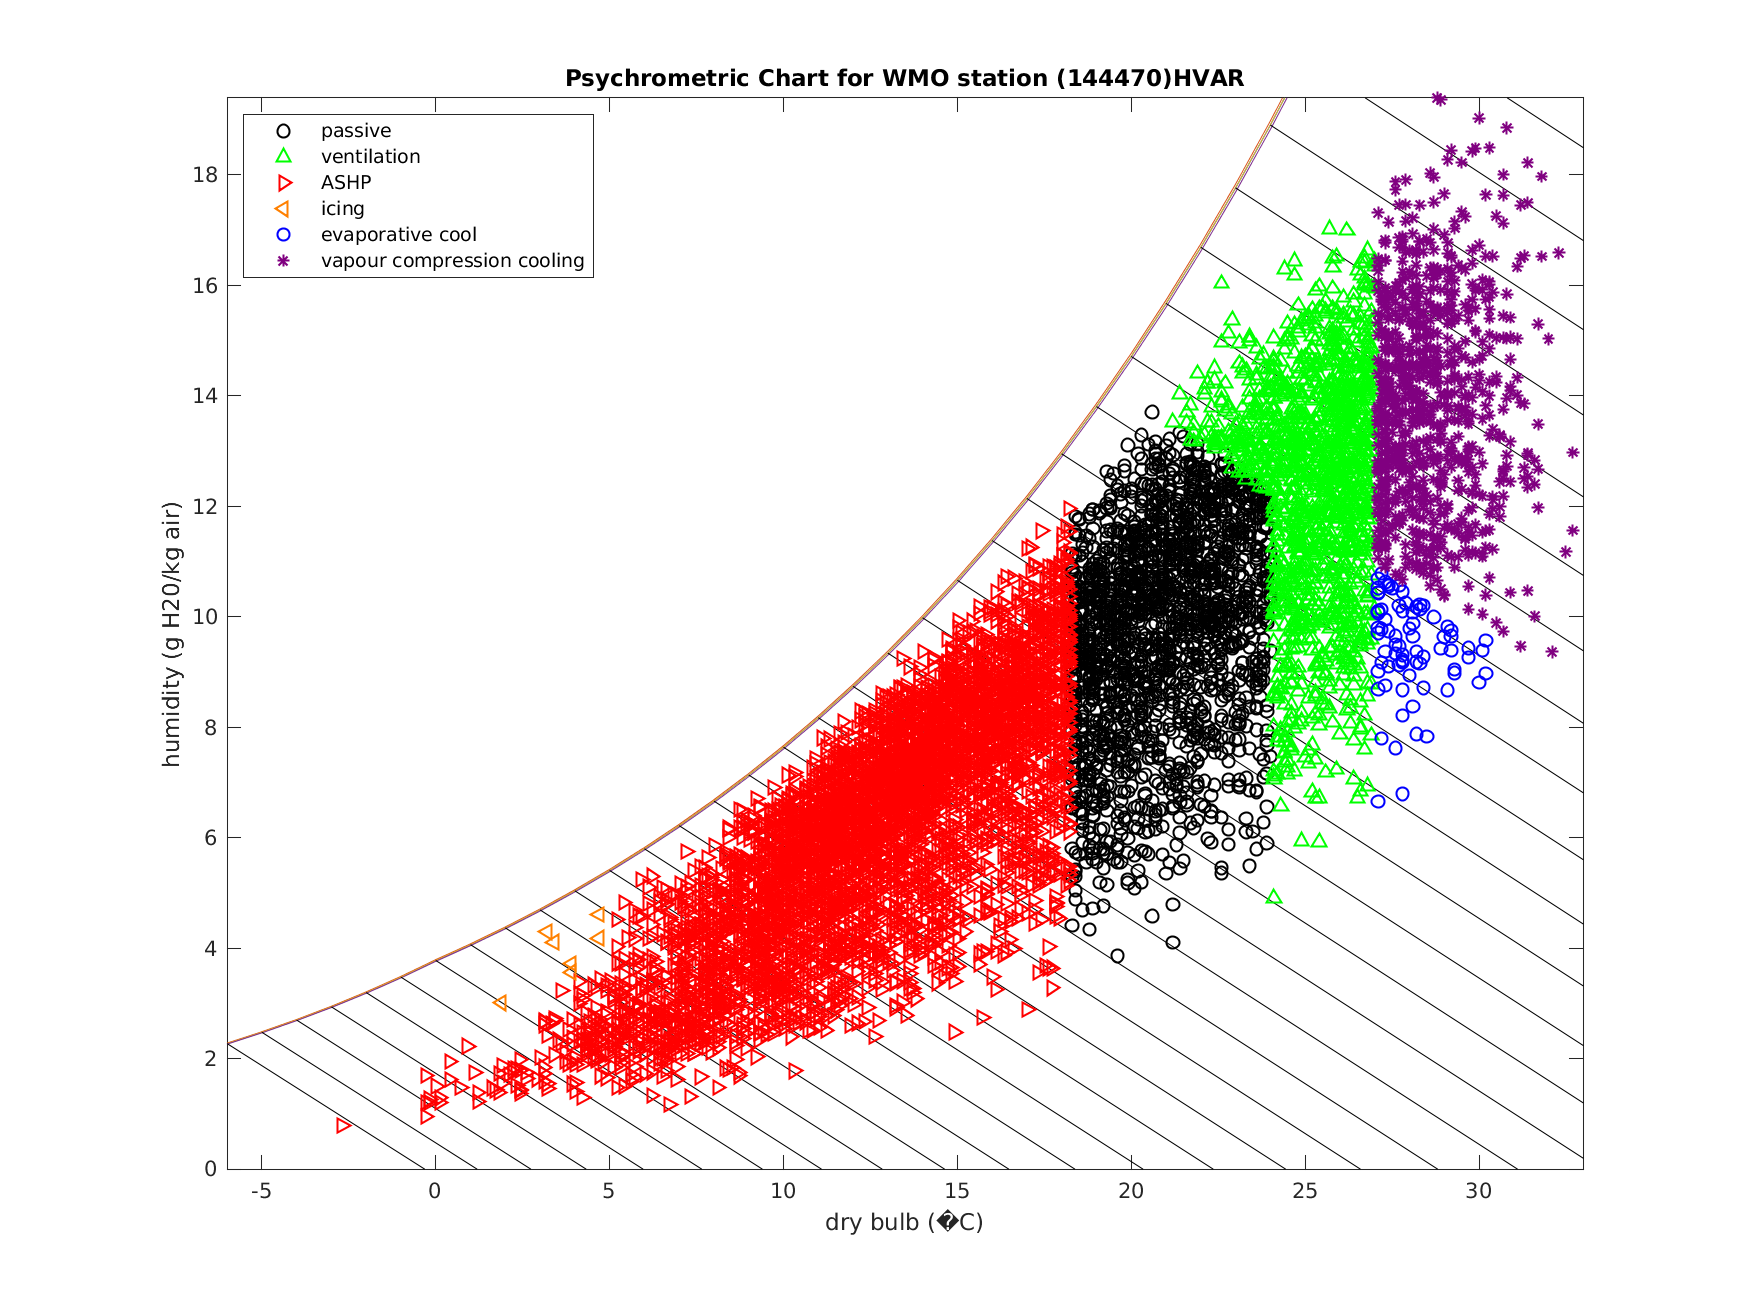 Psychrometric Chart for WMO station (144470)HVAR
passive
ventilation
ASHP
icing
evaporative cool
vapour compression cooling
18
16
14
12
10
8
6
4
2
0
humidity (g H20/kg air)
-5 0 5 10 15 20 25 30
dry bulb (�C)